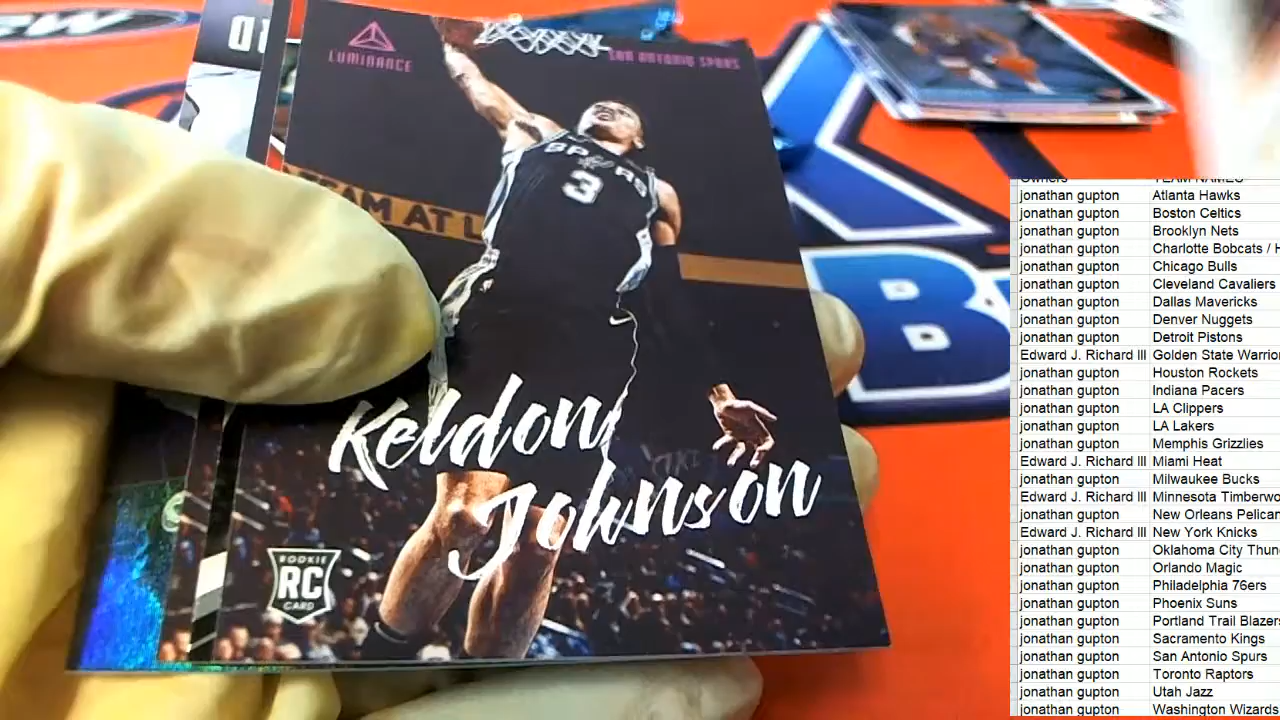 LUMINANCE
SAN ANTONIO SPURS
SPURS
3
TEAM AT L
Keldon
Johnson
ROOKIE
RC
CARD
B
Owners TEAM NAMES
jonathan gupton Atlanta Hawks
jonathan gupton Boston Celtics
jonathan gupton Brooklyn Nets
jonathan gupton Charlotte Bobcats / H
jonathan gupton Chicago Bulls
jonathan gupton Cleveland Cavaliers
jonathan gupton Dallas Mavericks
jonathan gupton Denver Nuggets
jonathan gupton Detroit Pistons
Edward J. Richard III Golden State Warrio
jonathan gupton Houston Rockets
jonathan gupton Indiana Pacers
jonathan gupton LA Clippers
jonathan gupton LA Lakers
jonathan gupton Memphis Grizzlies
Edward J. Richard III Miami Heat
jonathan gupton Milwaukee Bucks
Edward J. Richard III Minnesota Timberwo
jonathan gupton New Orleans Pelican
Edward J. Richard III New York Knicks
jonathan gupton Oklahoma City Thun
jonathan gupton Orlando Magic
jonathan gupton Philadelphia 76ers
jonathan gupton Phoenix Suns
jonathan gupton Portland Trail Blazers
jonathan gupton Sacramento Kings
jonathan gupton San Antonio Spurs
jonathan gupton Toronto Raptors
jonathan gupton Utah Jazz
jonathan gupton Washington Wizards